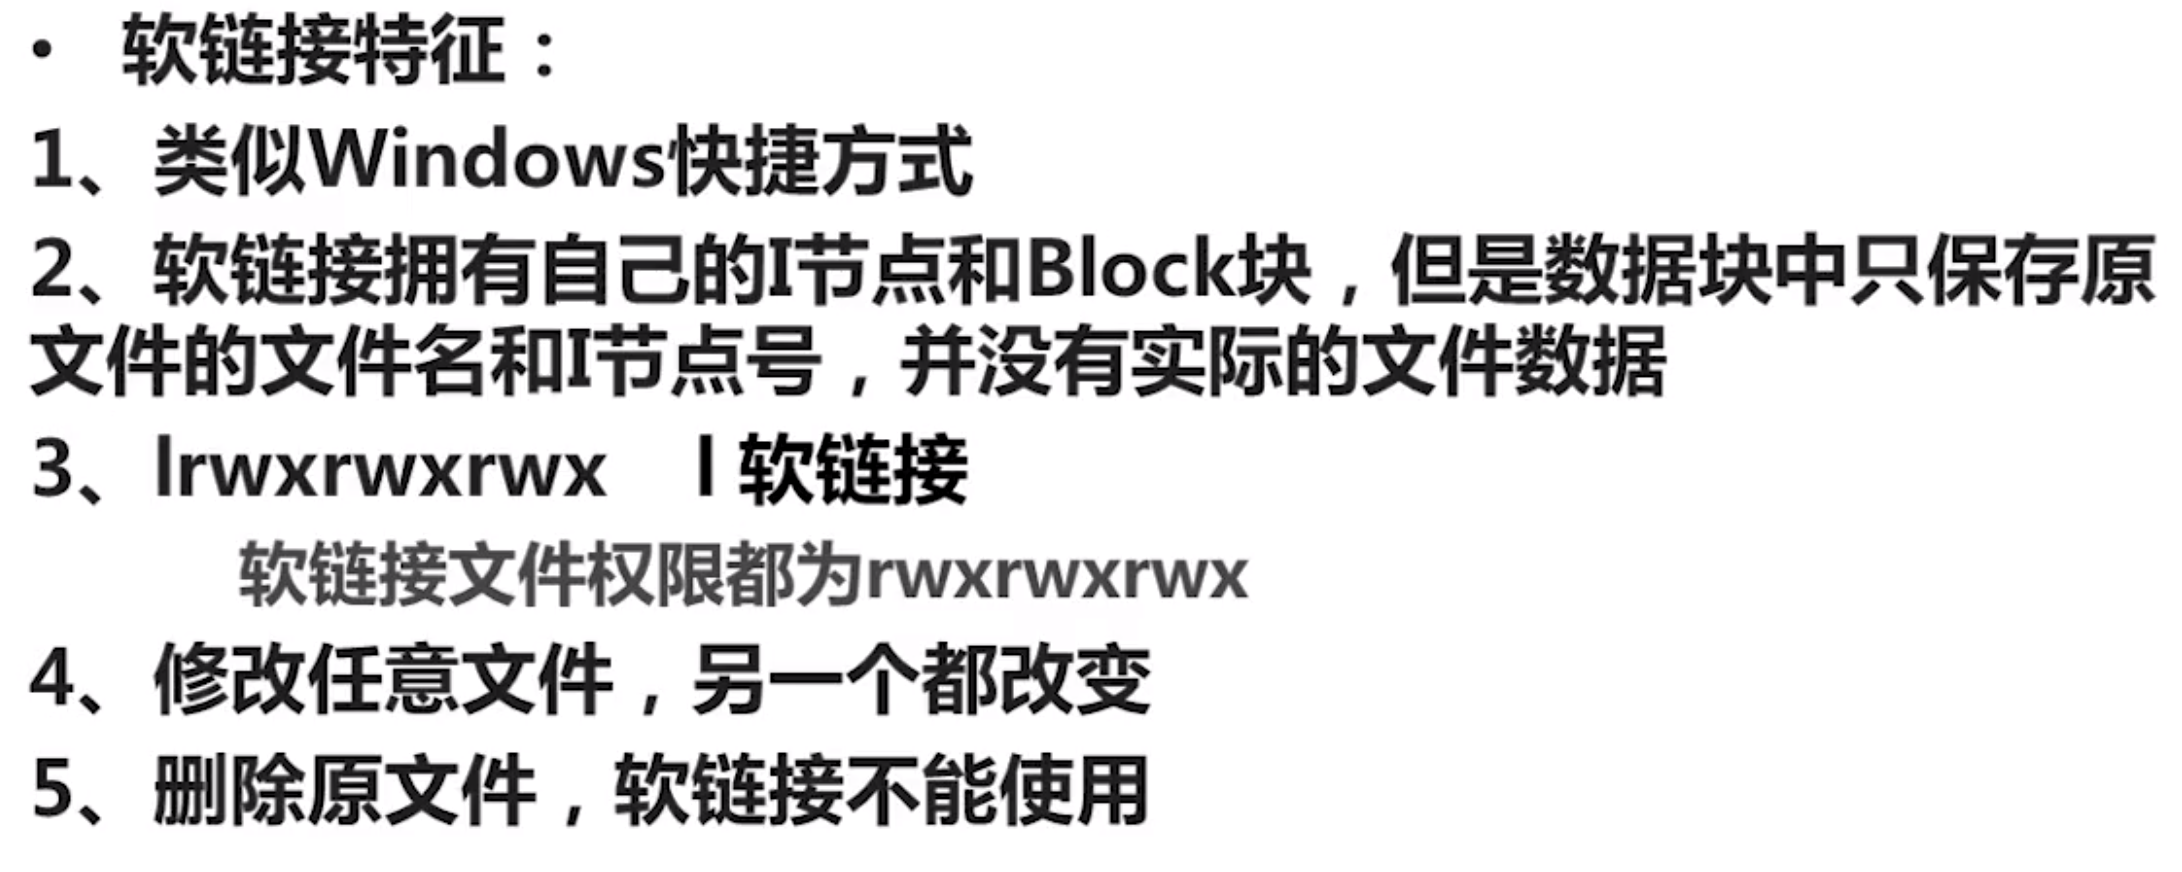 • 软链接特征：
1、类似Windows快捷方式
2、软链接拥有自己的I节点和Block块，但是数据块中只保存原
文件的文件名和I节点号，并没有实际的文件数据
3、lrwxrwxrwx l 软链接
软链接文件权限都为rwxrwxrwx
4、修改任意文件，另一个都改变
5、删除原文件，软链接不能使用